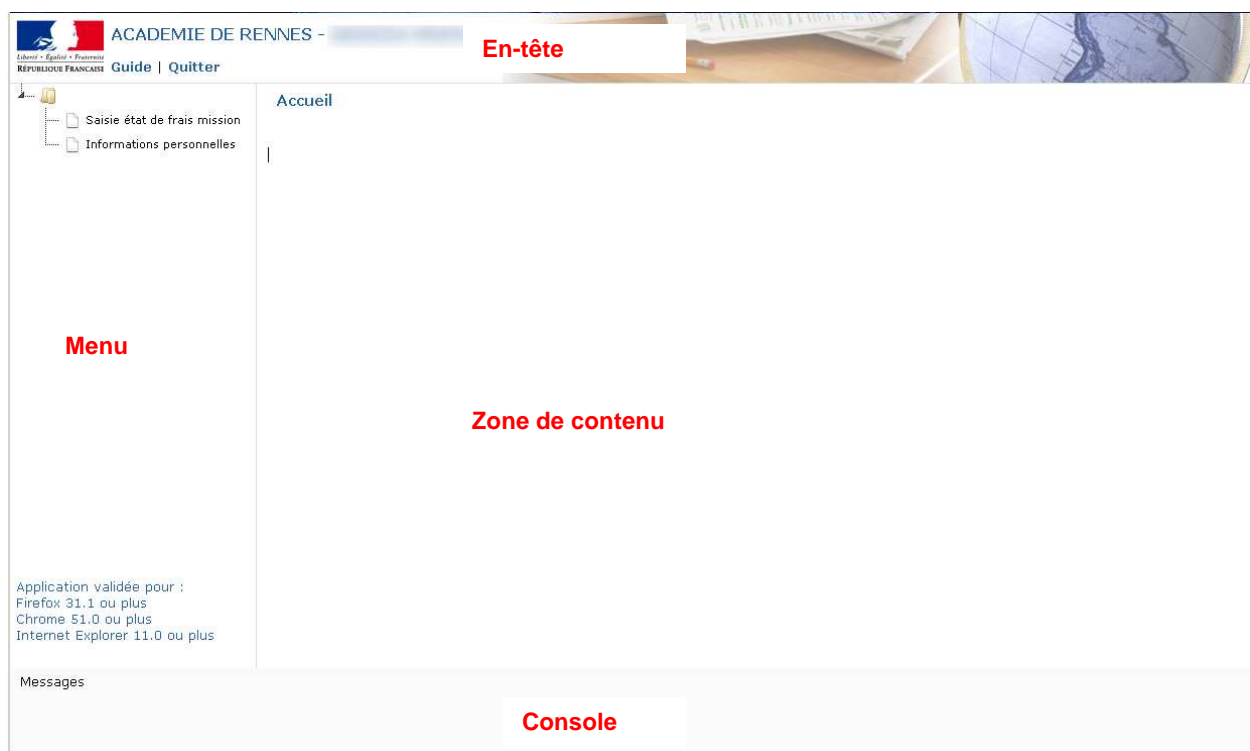 ACADEMIE DE RENNES -
En-tête
Liberté • Égalité • Fraternité
RÉPUBLIQUE FRANÇAISE
Guide | Quitter
Accueil
Saisie état de frais mission
Informations personnelles
Menu
Zone de contenu
Application validée pour :
Firefox 31.1 ou plus
Chrome 51.0 ou plus
Internet Explorer 11.0 ou plus
Messages
Console